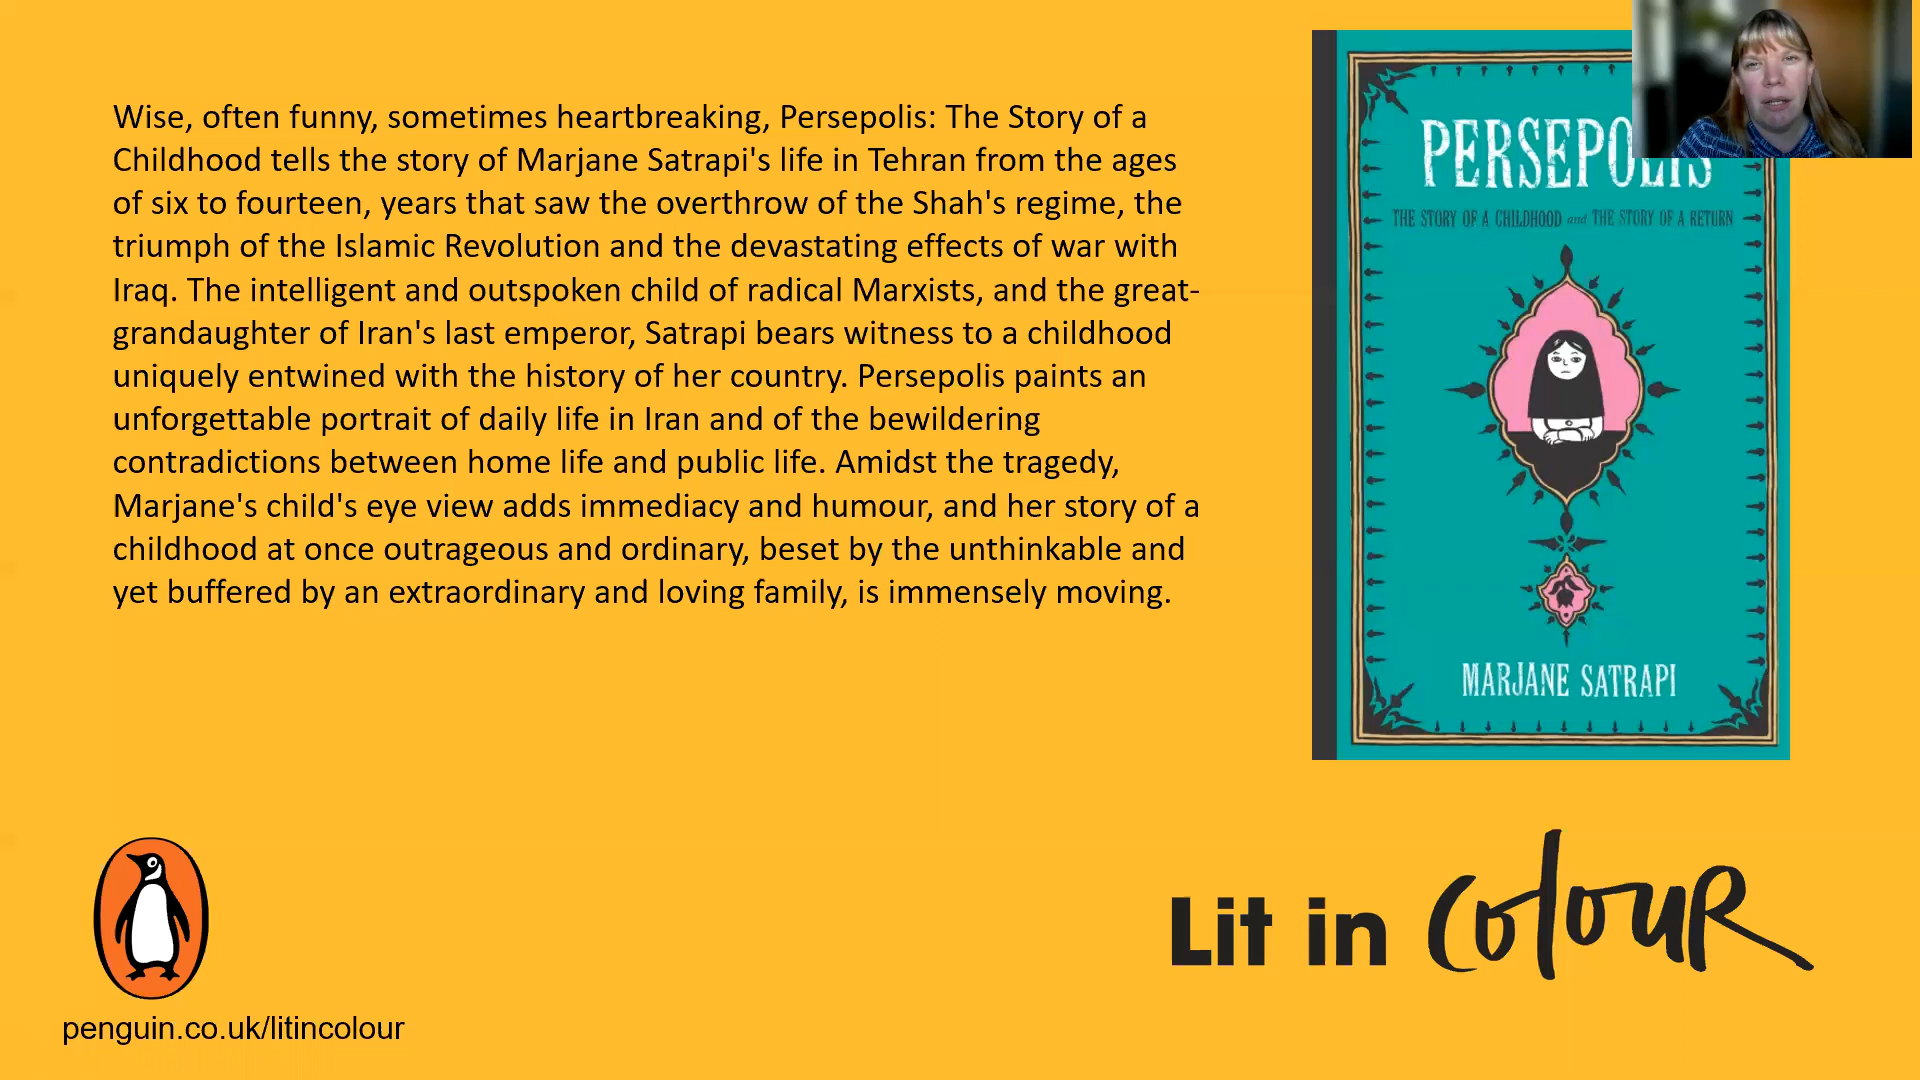 Wise, often funny, sometimes heartbreaking, Persepolis: The Story of a
Childhood tells the story of Marjane Satrapi's life in Tehran from the ages
of six to fourteen, years that saw the overthrow of the Shah's regime, the
triumph of the Islamic Revolution and the devastating effects of war with
Iraq. The intelligent and outspoken child of radical Marxists, and the great-
grandaughter of Iran's last emperor, Satrapi bears witness to a childhood
uniquely entwined with the history of her country. Persepolis paints an
unforgettable portrait of daily life in Iran and of the bewildering
contradictions between home life and public life. Amidst the tragedy,
Marjane's child's eye view adds immediacy and humour, and her story of a
childhood at once outrageous and ordinary, beset by the unthinkable and
yet buffered by an extraordinary and loving family, is immensely moving.
PERSEPOLIS
THE STORY OF A CHILDHOOD and THE STORY OF A RETURN
MARJANE SATRAPI
Lit in Colour
penguin.co.uk/litincolour